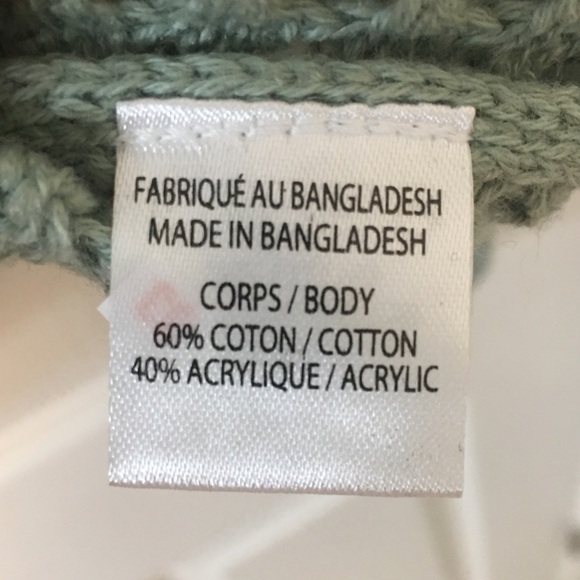 FABRIQUÉ AU BANGLADESH
MADE IN BANGLADESH
CORPS / BODY
60% COTON / COTTON
40% ACRYLIQUE / ACRYLIC